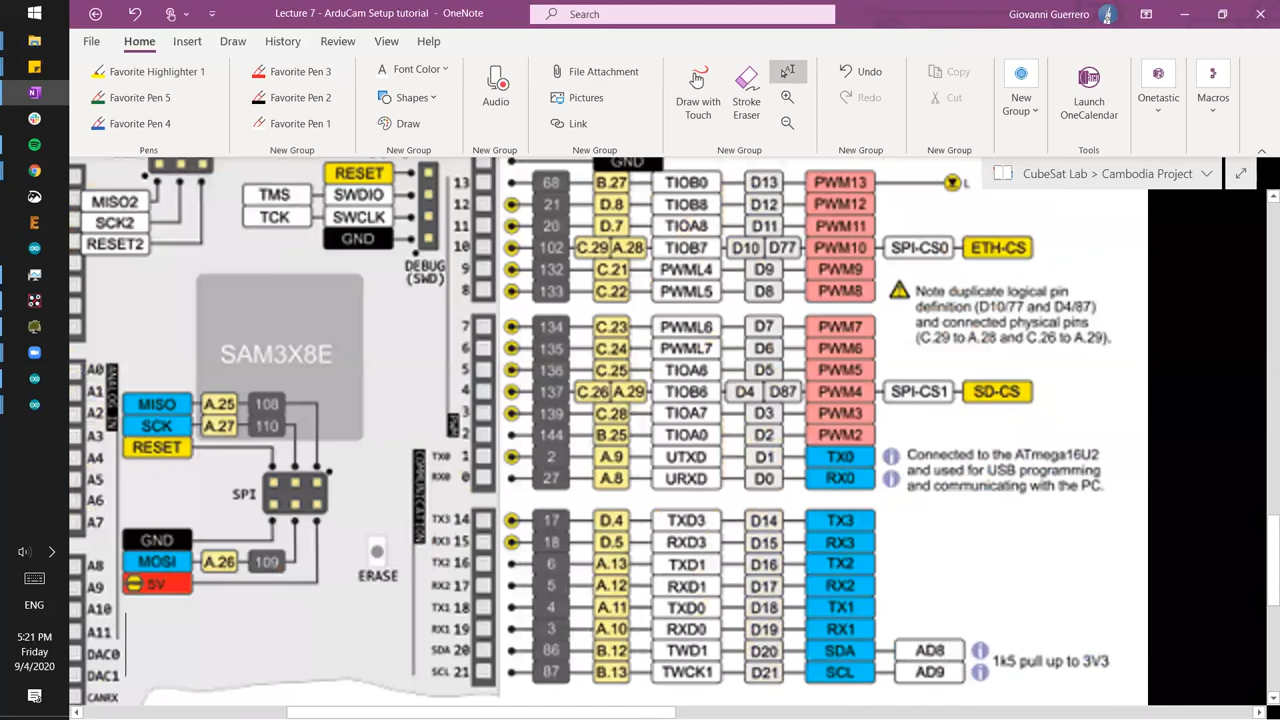 Lecture 7 - ArduCam Setup tutorial - OneNote
Search
Giovanni Guerrero
File Home Insert Draw History Review View Help
Favorite Highlighter 1
Favorite Pen 5
Favorite Pen 4
Pens
Favorite Pen 3
Favorite Pen 2
Favorite Pen 1
New Group
Font Color
Shapes
Draw
New Group
Audio
New Group
File Attachment
Pictures
Link
New Group
Draw with Touch
Stroke Eraser
New Group
Undo
Redo
New Group
Copy
Cut
New Group
New Group
Launch OneCalendar
Tools
Onetastic
Macros
CubeSat Lab > Cambodia Project
MISO2
SCK2
RESET2
TMS
TCK
RESET
SWDIO
SWCLK
GND
DEBUG
(SWD)
SAM3X8E
MISO A.25 108
SCK A.27 110
RESET
SPI
GND
MOSI A.26 109
5V
ERASE
A0
A1
A2
A3
A4
A5
A6
A7
A8
A9
A10
A11
DAC0
DAC1
CANRX
ANALOG IN
PWM
COMMUNICATION
GND
13 68 B.27 TIOB0 D13 PWM13 L
12 21 D.8 TIOB8 D12 PWM12
11 20 D.7 TIOA8 D11 PWM11
10 102 C.29 A.28 TIOB7 D10 D77 PWM10 SPI-CS0 ETH-CS
9 132 C.21 PWML4 D9 PWM9
8 133 C.22 PWML5 D8 PWM8
7 134 C.23 PWML6 D7 PWM7
6 135 C.24 PWML7 D6 PWM6
5 136 C.25 TIOA6 D5 PWM5
4 137 C.26 A.29 TIOB6 D4 D87 PWM4 SPI-CS1 SD-CS
3 139 C.28 TIOA7 D3 PWM3
2 144 B.25 TIOA0 D2 PWM2
TX0 1 2 A.9 UTXD D1 TX0
RX0 0 27 A.8 URXD D0 RX0
TX3 14 17 D.4 TXD3 D14 TX3
RX3 15 18 D.5 RXD3 D15 RX3
TX2 16 6 A.13 TXD1 D16 TX2
RX2 17 5 A.12 RXD1 D17 RX2
TX1 18 4 A.11 TXD0 D18 TX1
RX1 19 3 A.10 RXD0 D19 RX1
SDA 20 86 B.12 TWD1 D20 SDA AD8
SCL 21 87 B.13 TWCK1 D21 SCL AD9
Note duplicate logical pin
definition (D10/77 and D4/87)
and connected physical pins
(C.29 to A.28 and C.26 to A.29).
Connected to the ATmega16U2
and used for USB programming
and communicating with the PC.
1k5 pull up to 3V3
ENG
5:21 PM
Friday
9/4/2020